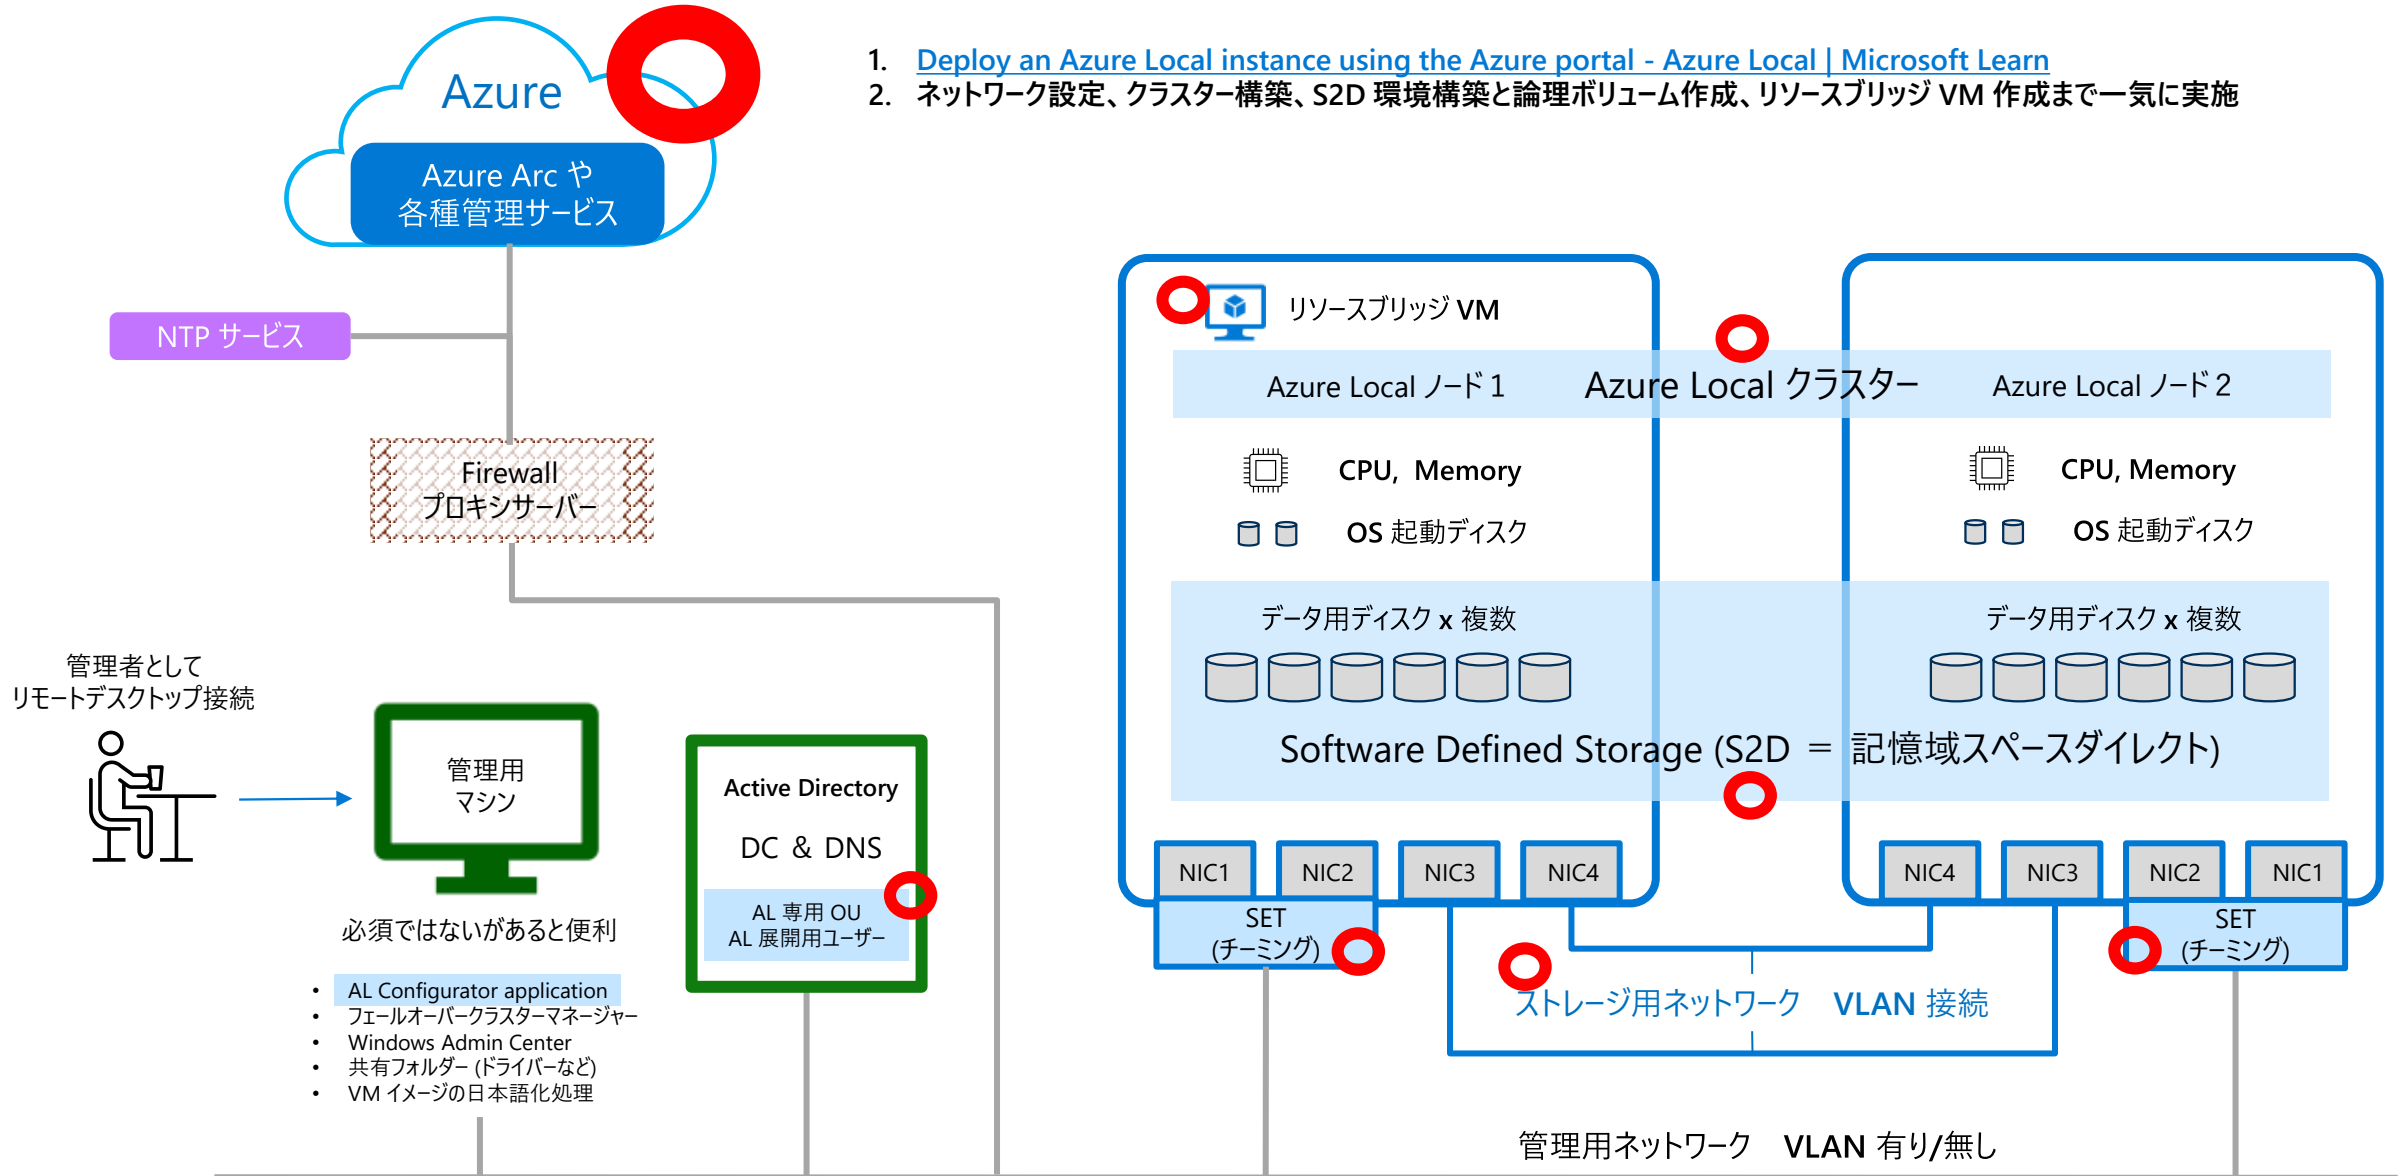 1. Deploy an Azure Local instance using the Azure portal - Azure Local | Microsoft Learn
2. ネットワーク設定、クラスター構築、S2D 環境構築と論理ボリューム作成、リソースブリッジ VM 作成まで一気に実施
Azure
Azure Arc や
各種管理サービス
NTP サービス
Firewall
プロキシサーバー
管理者として
リモートデスクトップ接続
管理用
マシン
必須ではないがあると便利
• AL Configurator application
• フェールオーバークラスターマネージャー
• Windows Admin Center
• 共有フォルダー (ドライバーなど)
• VM イメージの日本語化処理
Active Directory
DC & DNS
AL 専用 OU
AL 展開用ユーザー
リソースブリッジ VM
Azure Local ノード 1
Azure Local クラスター
Azure Local ノード 2
CPU, Memory
CPU, Memory
OS 起動ディスク
OS 起動ディスク
データ用ディスク x 複数
データ用ディスク x 複数
Software Defined Storage (S2D = 記憶域スペースダイレクト)
NIC1
NIC2
NIC3
NIC4
NIC4
NIC3
NIC2
NIC1
SET
(チーミング)
SET
(チーミング)
ストレージ用ネットワーク VLAN 接続
管理用ネットワーク VLAN 有り/無し